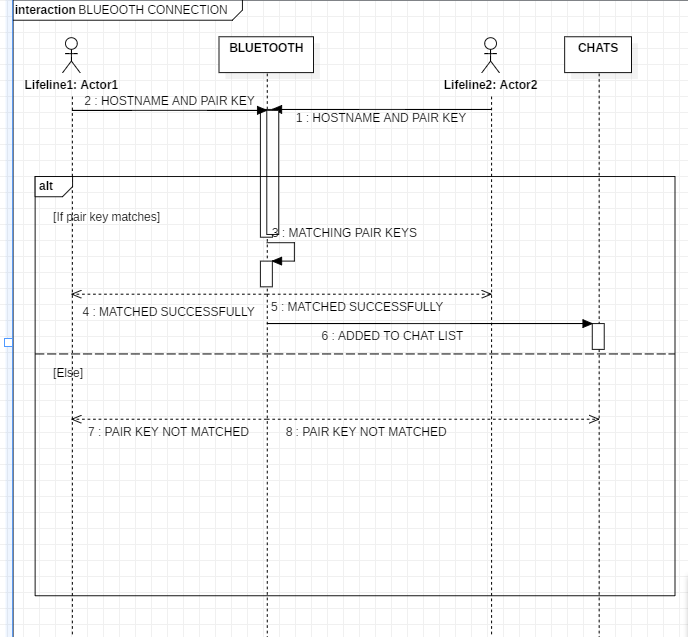 interaction BLUEOOTH CONNECTION
BLUETOOTH
CHATS
Lifeline1: Actor1
Lifeline2: Actor2
2 : HOSTNAME AND PAIR KEY
1 : HOSTNAME AND PAIR KEY
alt
[If pair key matches]
3 : MATCHING PAIR KEYS
4 : MATCHED SUCCESSFULLY
5 : MATCHED SUCCESSFULLY
6 : ADDED TO CHAT LIST
[Else]
7 : PAIR KEY NOT MATCHED
8 : PAIR KEY NOT MATCHED